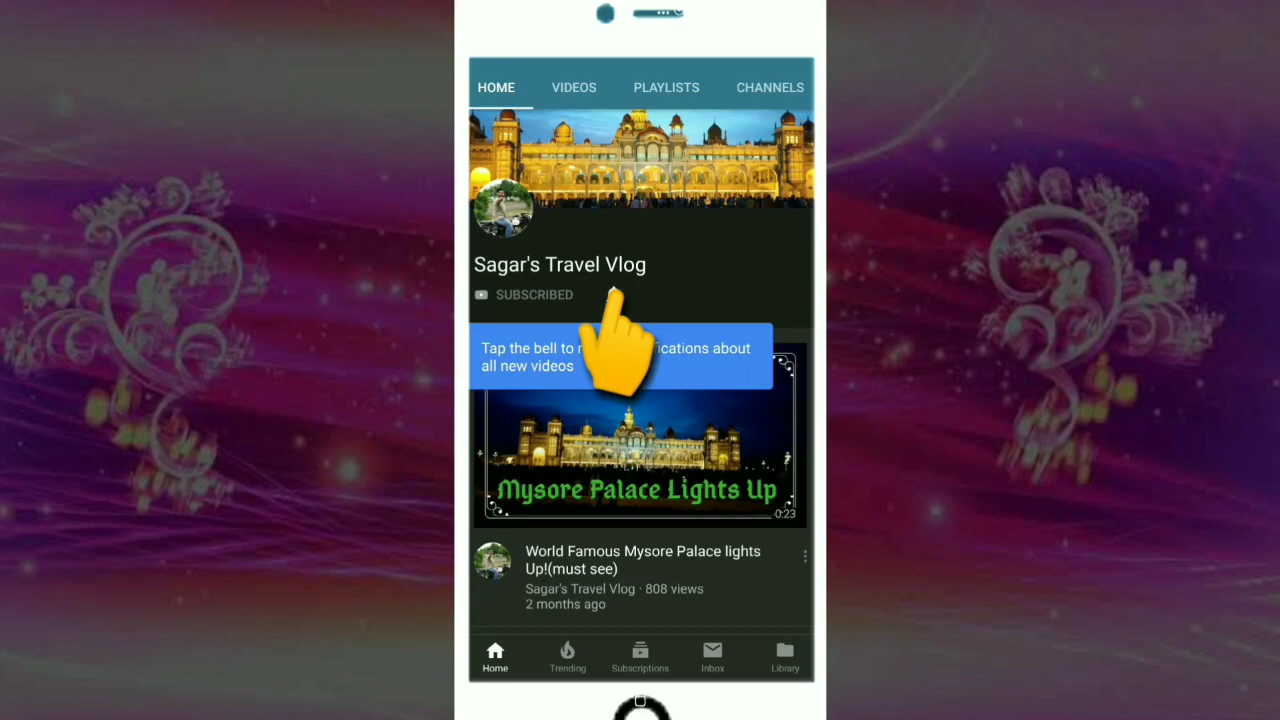 HOME VIDEOS PLAYLISTS CHANNELS
Sagar's Travel Vlog
SUBSCRIBED
Tap the bell to
about
all new videos
Mysore Palace Lights Up
0:23
World Famous Mysore Palace lights
Up!(must see)
Sagar's Travel Vlog · 808 views
2 months ago
Home Trending Subscriptions Inbox Library